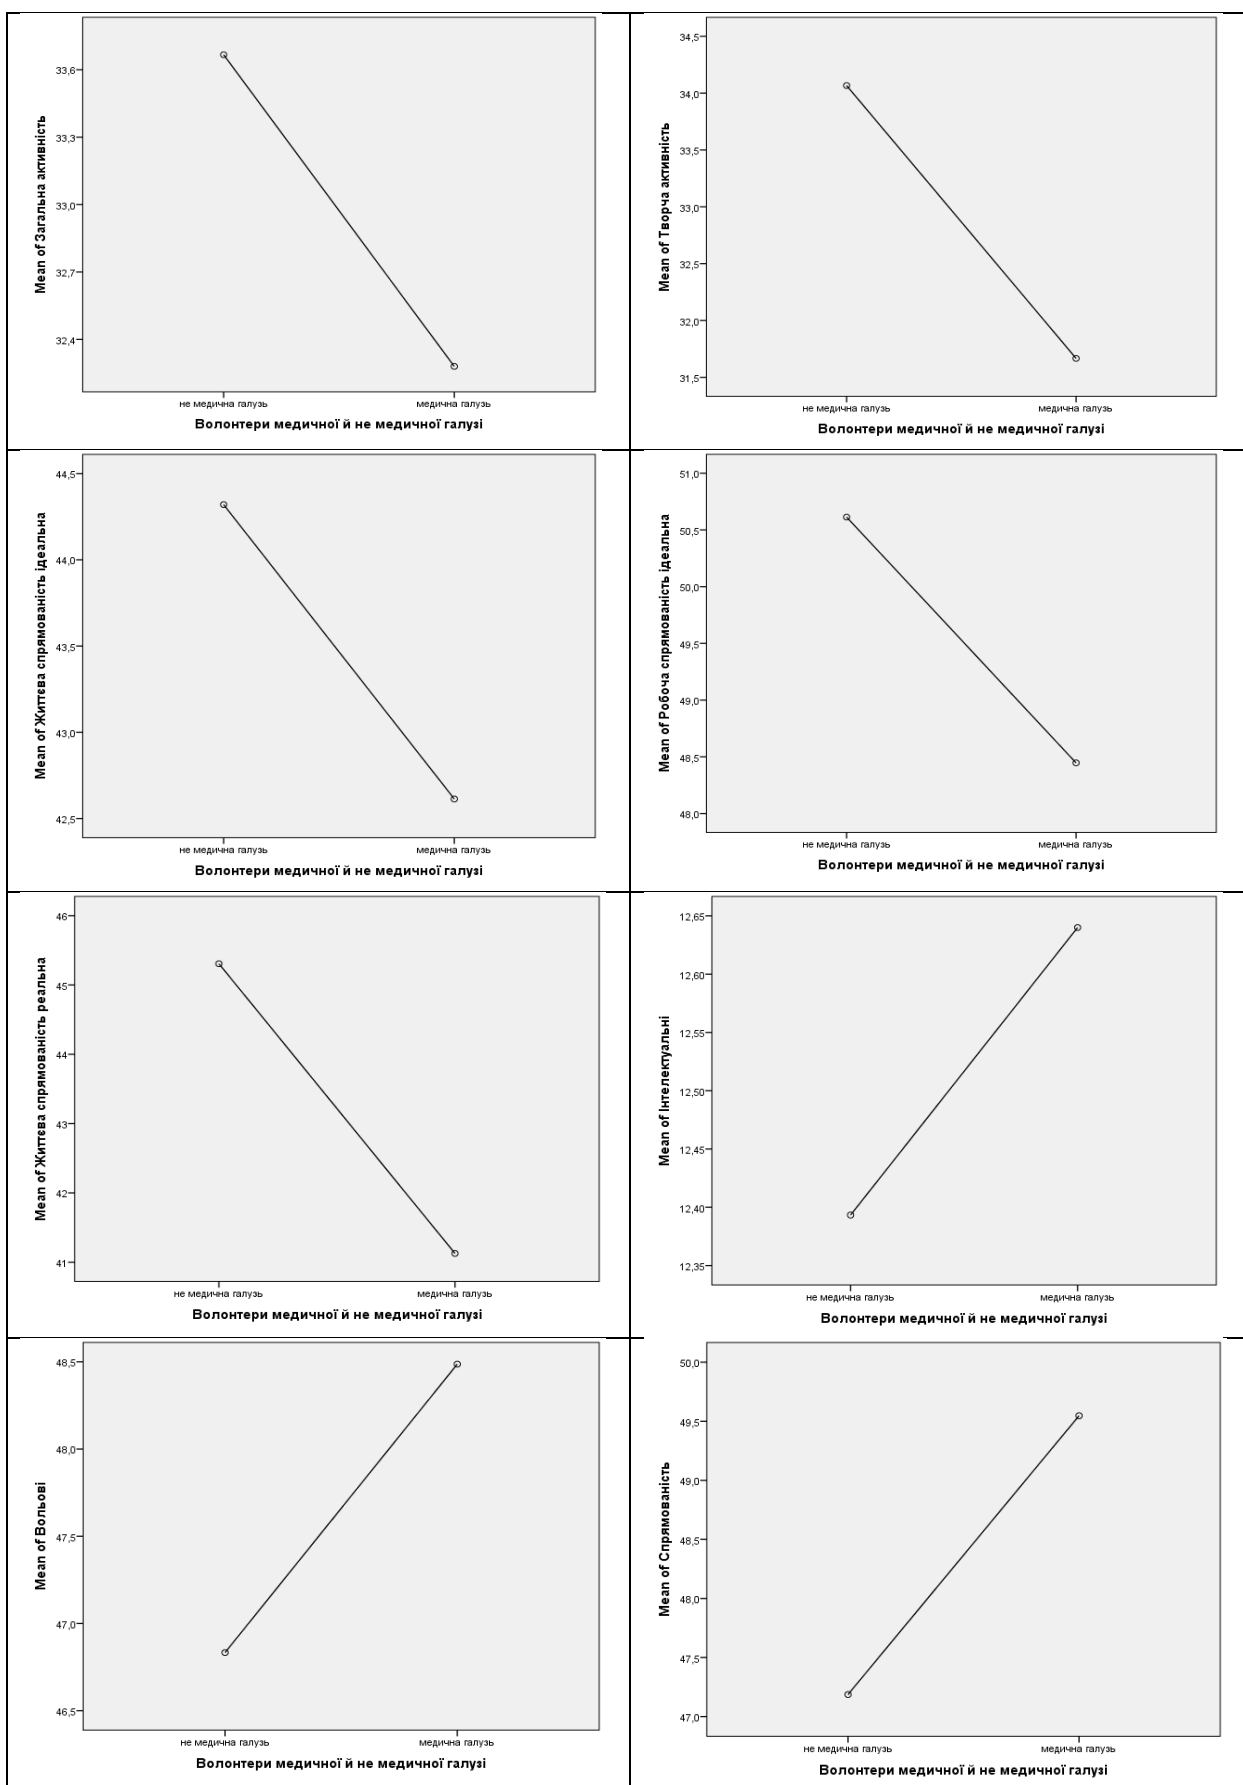 Mean of Загальна активність
33,6
33,3
33,0
32,7
32,4
не медична галузь медична галузь
Волонтери медичної й не медичної галузі
Mean of Творча активність
34,5
34,0
33,5
33,0
32,5
32,0
31,5
не медична галузь медична галузь
Волонтери медичної й не медичної галузі
Mean of Життєва спрямованість ідеальна
44,5
44,0
43,5
43,0
42,5
не медична галузь медична галузь
Волонтери медичної й не медичної галузі
Mean of Робоча спрямованість ідеальна
51,0
50,5
50,0
49,5
49,0
48,5
48,0
не медична галузь медична галузь
Волонтери медичної й не медичної галузі
Mean of Життєва спрямованість реальна
46
45
44
43
42
41
не медична галузь медична галузь
Волонтери медичної й не медичної галузі
Mean of Інтелектуальні
12,65
12,60
12,55
12,50
12,45
12,40
12,35
не медична галузь медична галузь
Волонтери медичної й не медичної галузі
Mean of Вольові
48,5
48,0
47,5
47,0
46,5
не медична галузь медична галузь
Волонтери медичної й не медичної галузі
Mean of Спрямованість
50,0
49,5
49,0
48,5
48,0
47,5
47,0
не медична галузь медична галузь
Волонтери медичної й не медичної галузі